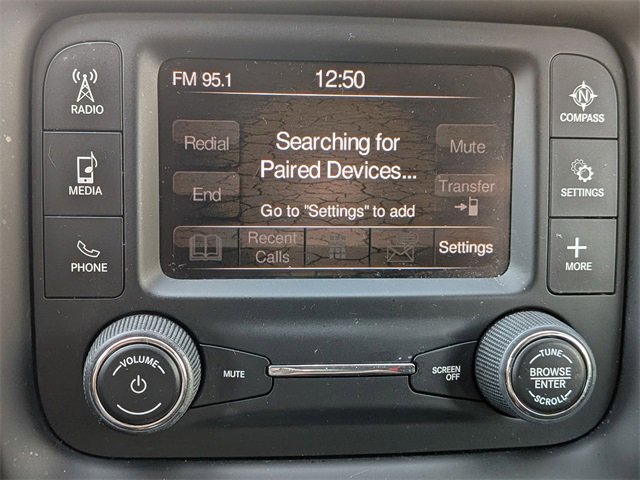 FM 95.1
12:50
Redial
Searching for
Paired Devices...
Mute
End
Transfer
Go to "Settings" to add
Recent
Calls
Settings
RADIO
MEDIA
PHONE
N
COMPASS
SETTINGS
MORE
VOLUME
MUTE
SCREEN
OFF
TUNE
BROWSE
ENTER
SCROLL